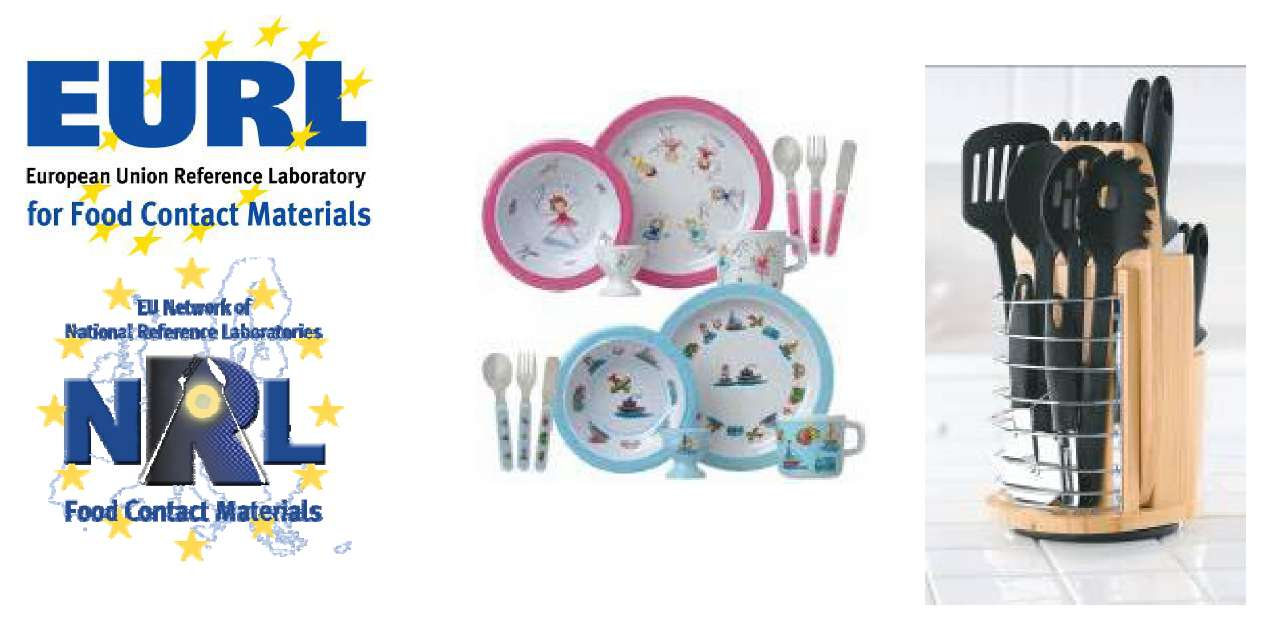 EURL
European Union Reference Laboratory
for Food Contact Materials
EU Network of
National Reference Laboratories
NRL
Food Contact Materials